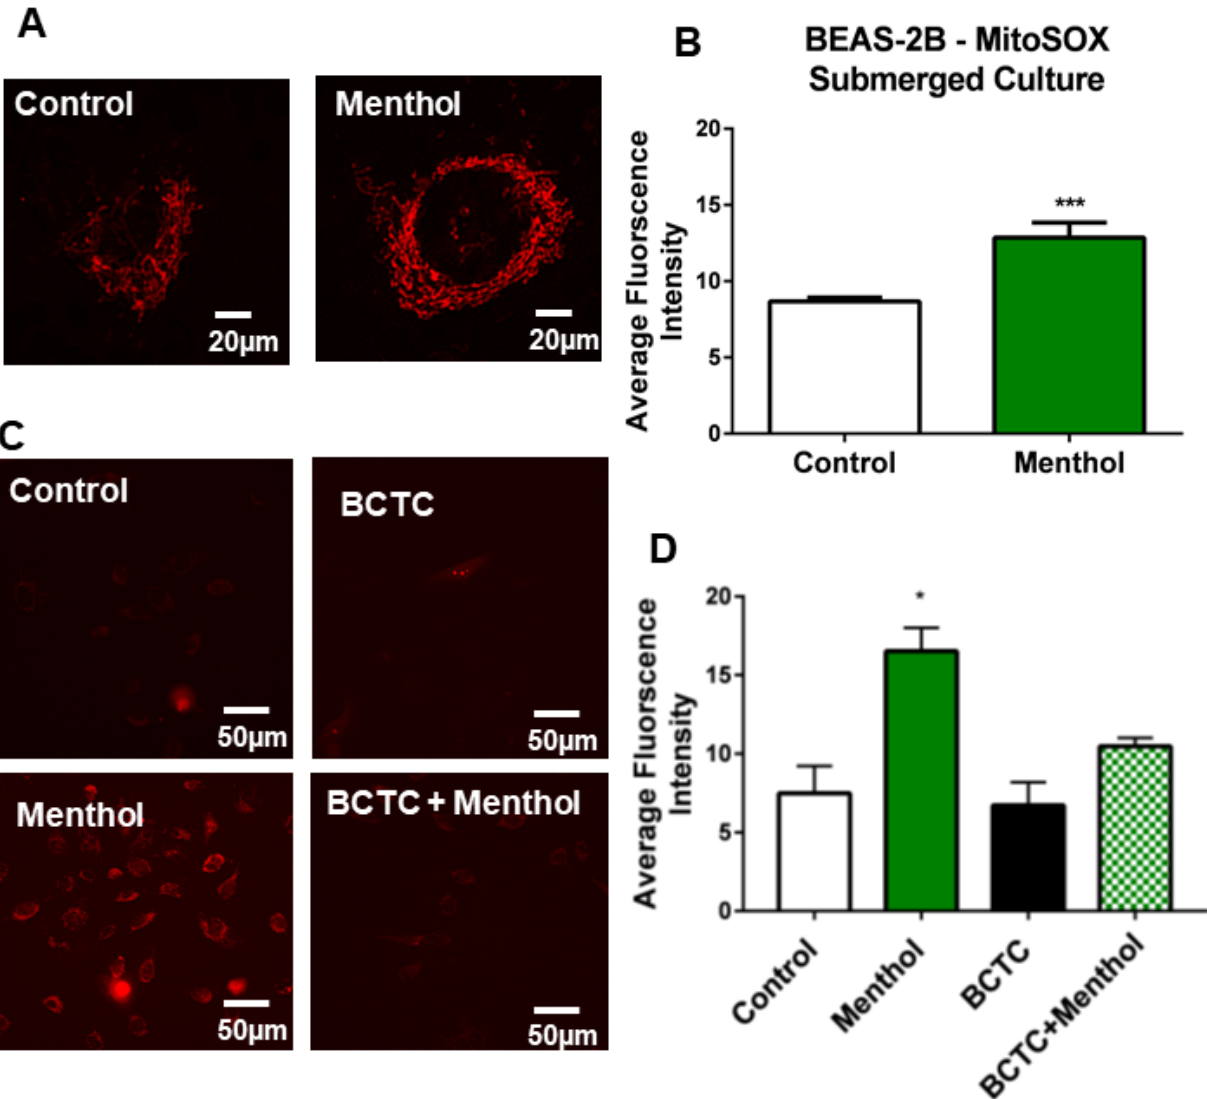 A
Control
20µm
Menthol
20µm
B
BEAS-2B - MitoSOX
Submerged Culture
Average Fluorescence
Intensity
20
15
10
5
0
***
Control
Menthol
C
Control
50µm
BCTC
50µm
Menthol
50µm
BCTC + Menthol
50µm
D
Average Fluorescence
Intensity
20
15
10
5
0
*
Control
Menthol
BCTC
BCTC+Menthol